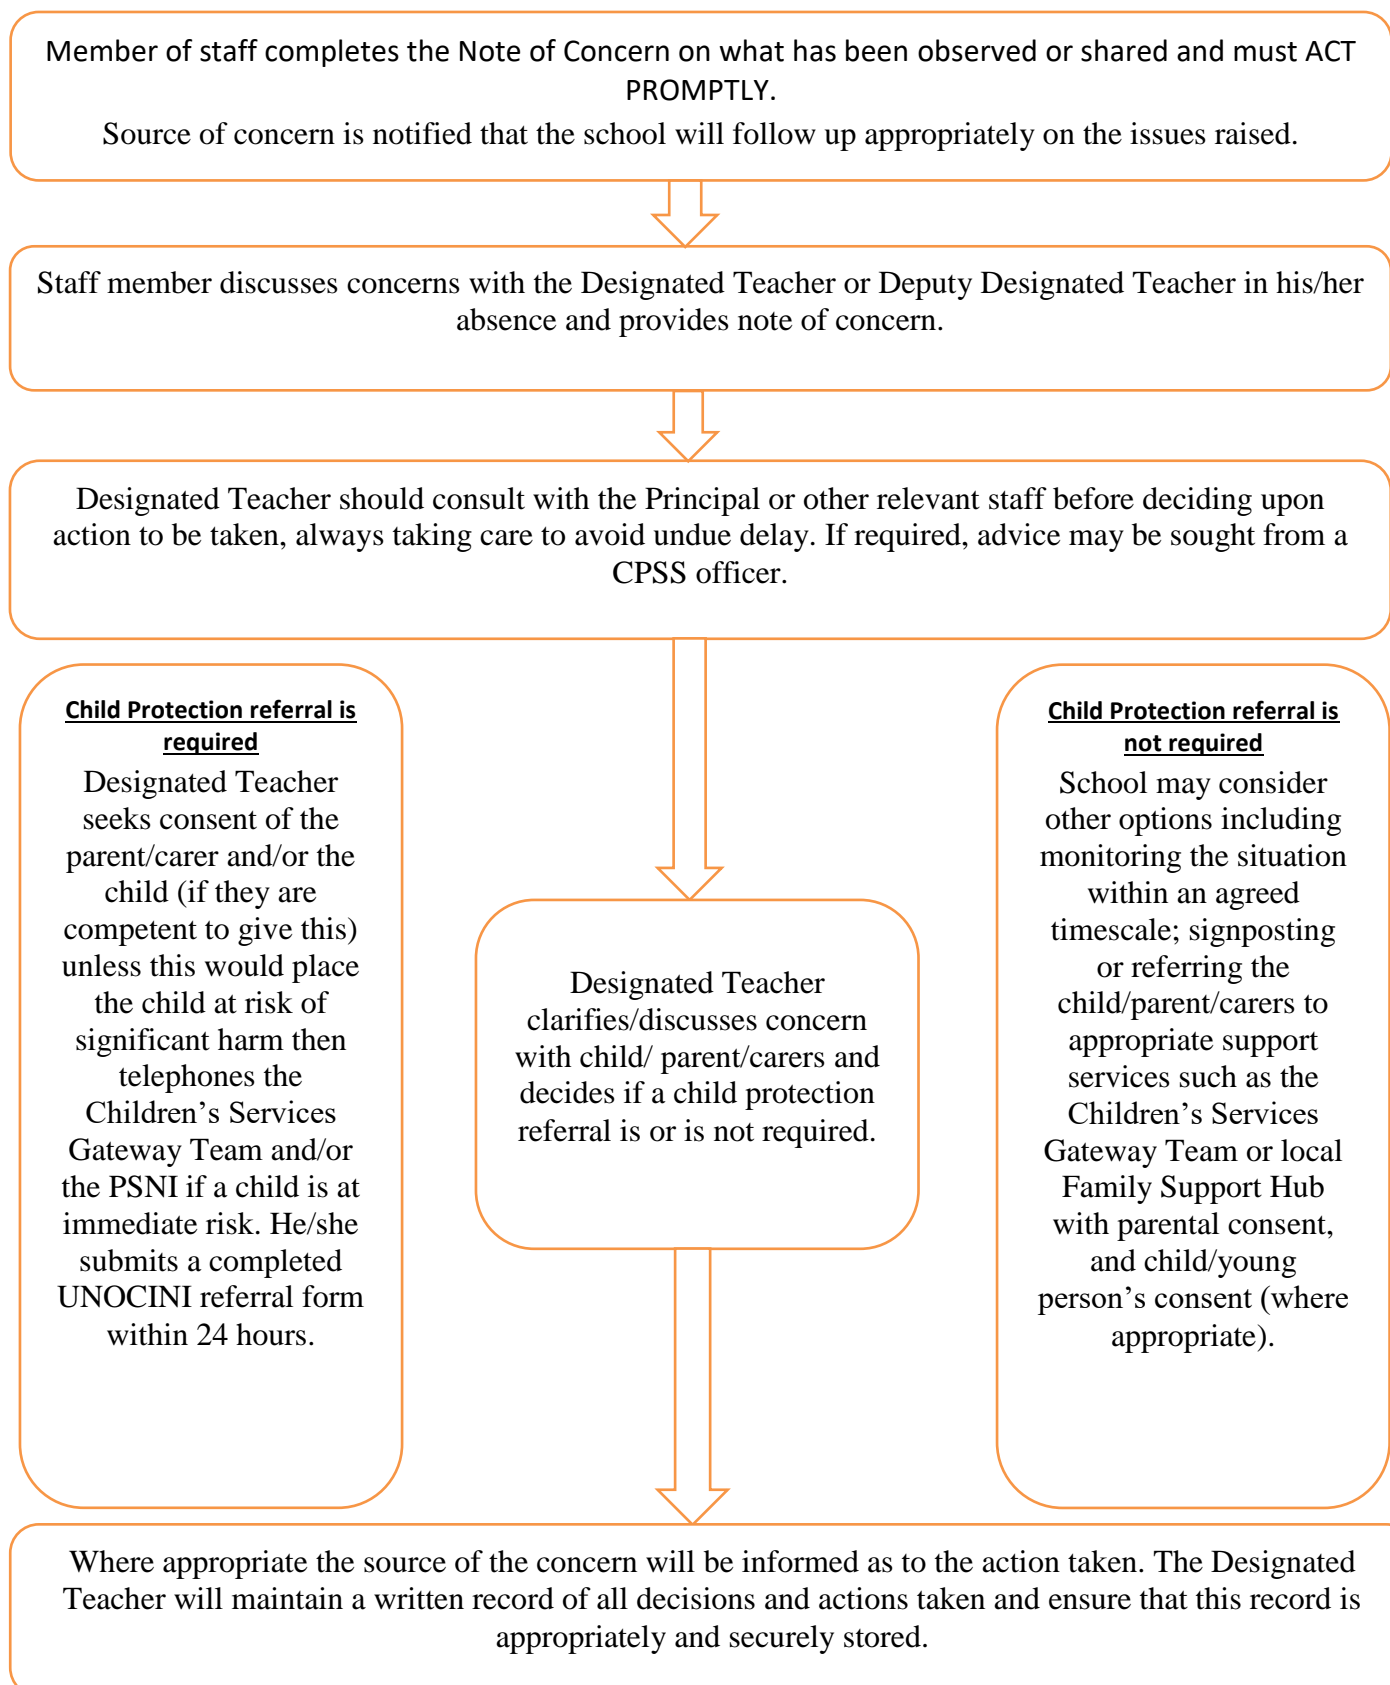 Member of staff completes the Note of Concern on what has been observed or shared and must ACT
PROMPTLY.
Source of concern is notified that the school will follow up appropriately on the issues raised.
Staff member discusses concerns with the Designated Teacher or Deputy Designated Teacher in his/her
absence and provides note of concern.
Designated Teacher should consult with the Principal or other relevant staff before deciding upon
action to be taken, always taking care to avoid undue delay. If required, advice may be sought from a
CPSS officer.
Child Protection referral is
required
Designated Teacher
seeks consent of the
parent/carer and/or the
child (if they are
competent to give this)
unless this would place
the child at risk of
significant harm then
telephones the
Children’s Services
Gateway Team and/or
the PSNI if a child is at
immediate risk. He/she
submits a completed
UNOCINI referral form
within 24 hours.
Designated Teacher
clarifies/discusses concern
with child/ parent/carers and
decides if a child protection
referral is or is not required.
Child Protection referral is
not required
School may consider
other options including
monitoring the situation
within an agreed
timescale; signposting
or referring the
child/parent/carers to
appropriate support
services such as the
Children’s Services
Gateway Team or local
Family Support Hub
with parental consent,
and child/young
person’s consent (where
appropriate).
Where appropriate the source of the concern will be informed as to the action taken. The Designated
Teacher will maintain a written record of all decisions and actions taken and ensure that this record is
appropriately and securely stored.